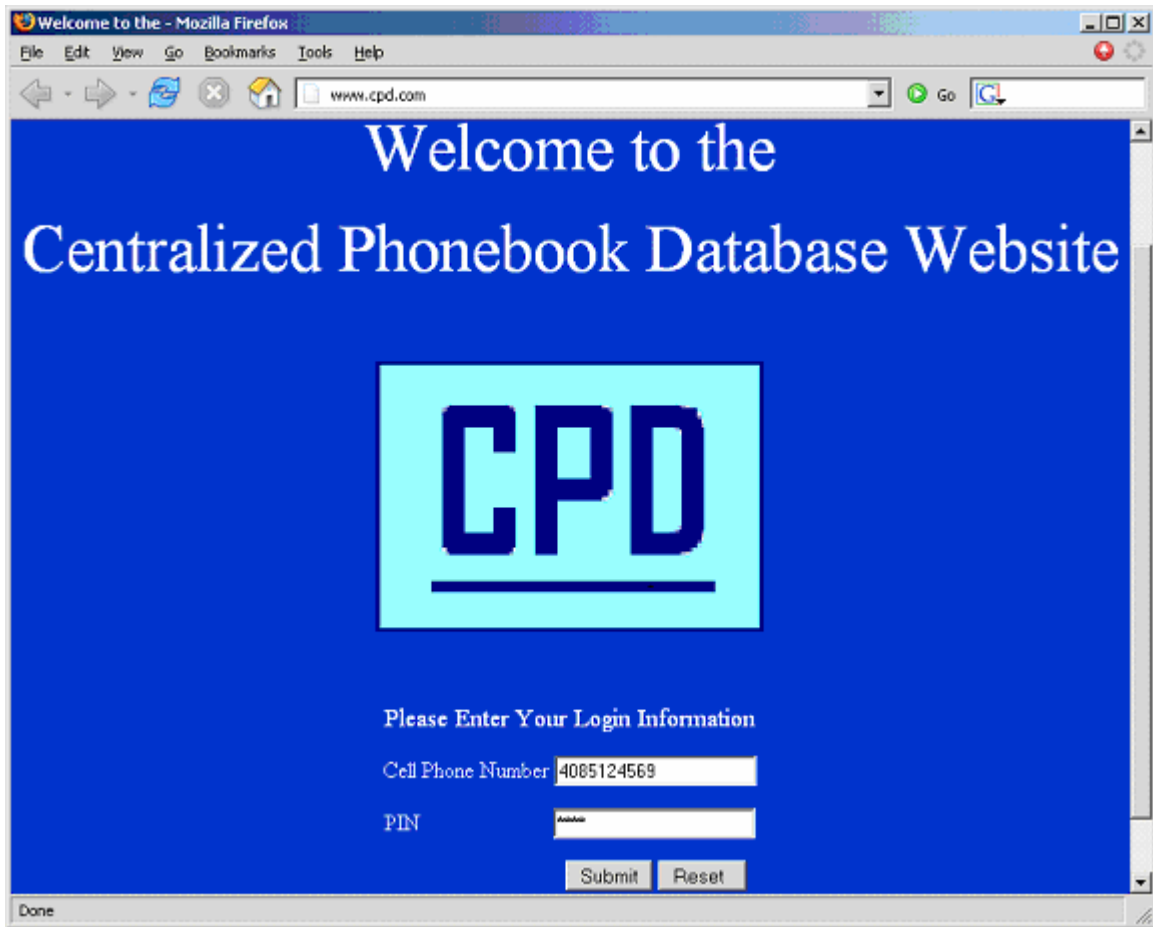 Welcome to the - Mozilla Firefox
File Edit View Go Bookmarks Tools Help
www.cpd.com Go G
Welcome to the
Centralized Phonebook Database Website
CPD
Please Enter Your Login Information
Cell Phone Number 4085124569
PIN ****
Submit Reset
Done